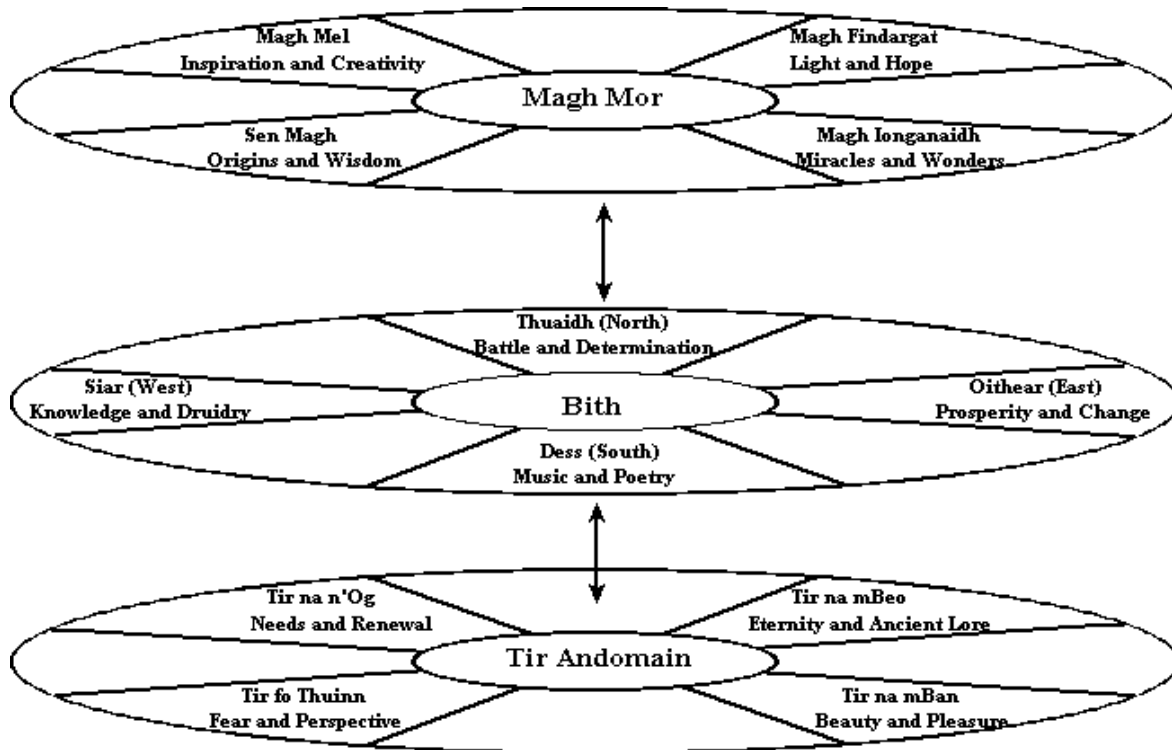 Magh Mel
Inspiration and Creativity
Magh Findargat
Light and Hope
Magh Mor
Sen Magh
Origins and Wisdom
Magh Ionganaidh
Miracles and Wonders
Thuaidh (North)
Battle and Determination
Siar (West)
Knowledge and Druidry
Oithear (East)
Prosperity and Change
Bith
Dess (South)
Music and Poetry
Tir na n'Og
Needs and Renewal
Tir na mBeo
Eternity and Ancient Lore
Tir Andomain
Tir fo Thuinn
Fear and Perspective
Tir na mBan
Beauty and Pleasure